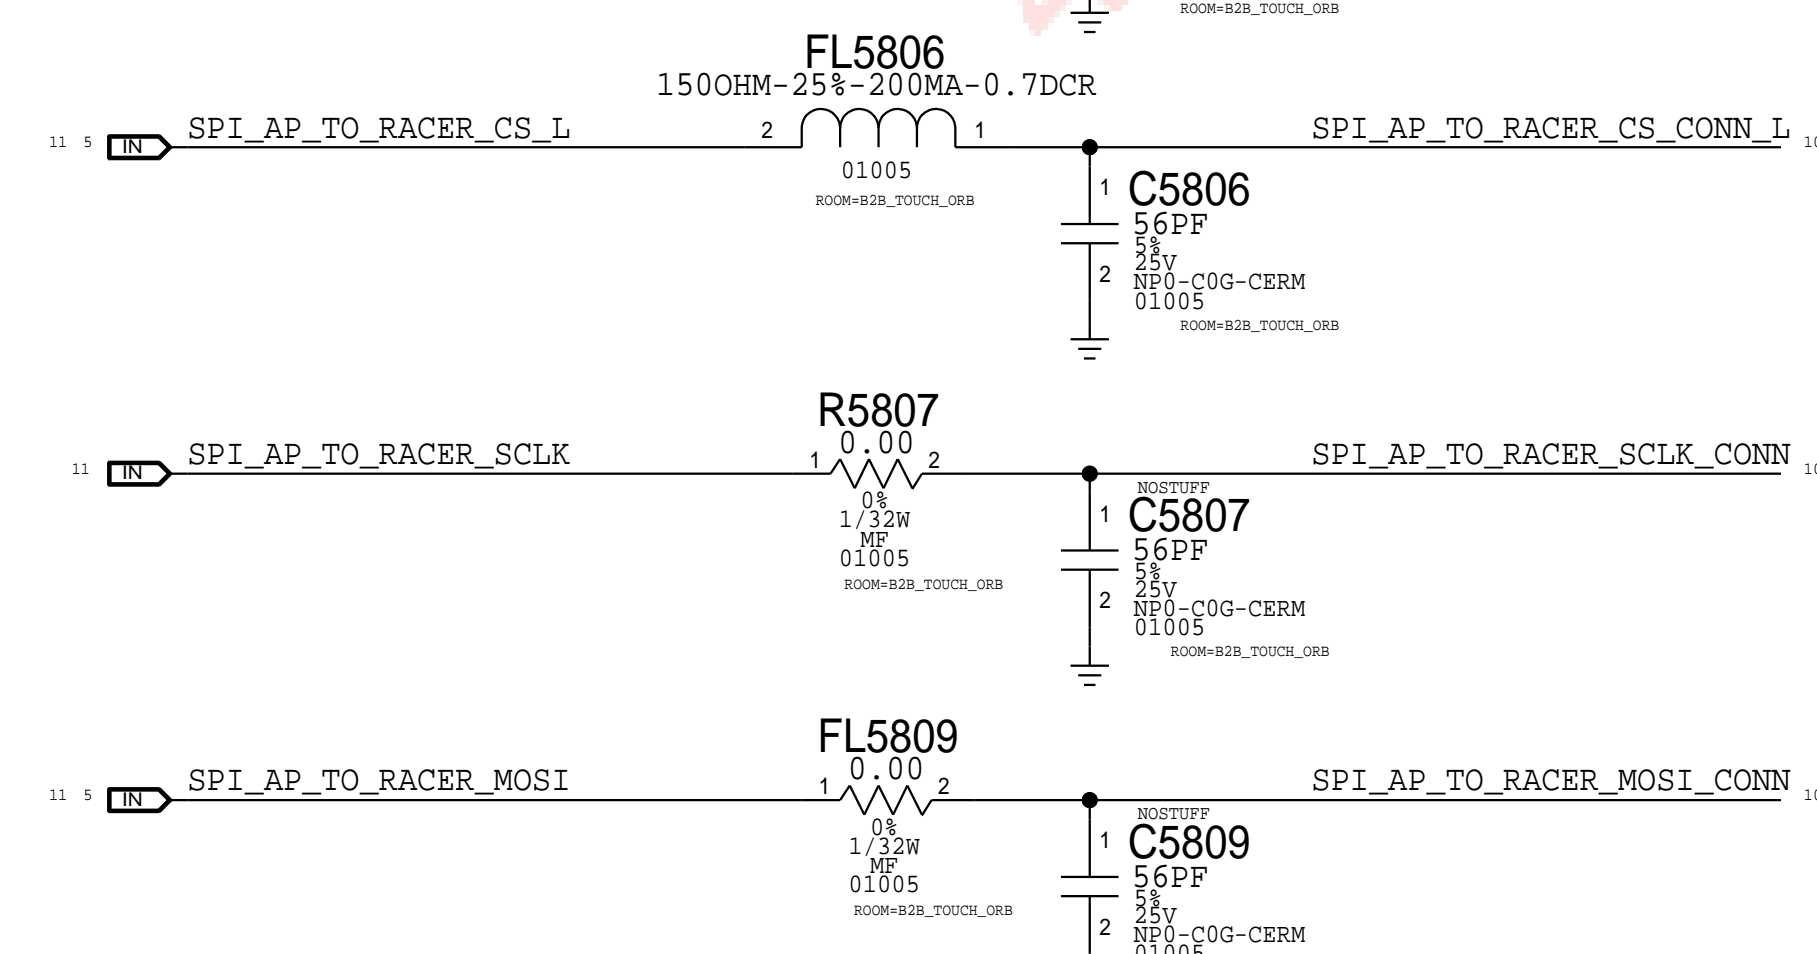 ROOM=B2B_TOUCH_ORB
FL5806
150OHM-25%-200MA-0.7DCR
11 5 IN SPI_AP_TO_RACER_CS_L 2 1 SPI_AP_TO_RACER_CS_CONN_L 10
01005
ROOM=B2B_TOUCH_ORB
1 C5806
56PF
5%
25V
2 NP0-C0G-CERM
01005
ROOM=B2B_TOUCH_ORB
R5807
0.00
11 IN SPI_AP_TO_RACER_SCLK 1 2 SPI_AP_TO_RACER_SCLK_CONN 10
0%
1/32W
MF
01005
ROOM=B2B_TOUCH_ORB
NOSTUFF
1 C5807
56PF
5%
25V
2 NP0-C0G-CERM
01005
ROOM=B2B_TOUCH_ORB
FL5809
0.00
11 5 IN SPI_AP_TO_RACER_MOSI 1 2 SPI_AP_TO_RACER_MOSI_CONN 10
0%
1/32W
MF
01005
ROOM=B2B_TOUCH_ORB
NOSTUFF
1 C5809
56PF
5%
25V
2 NP0-C0G-CERM
01005